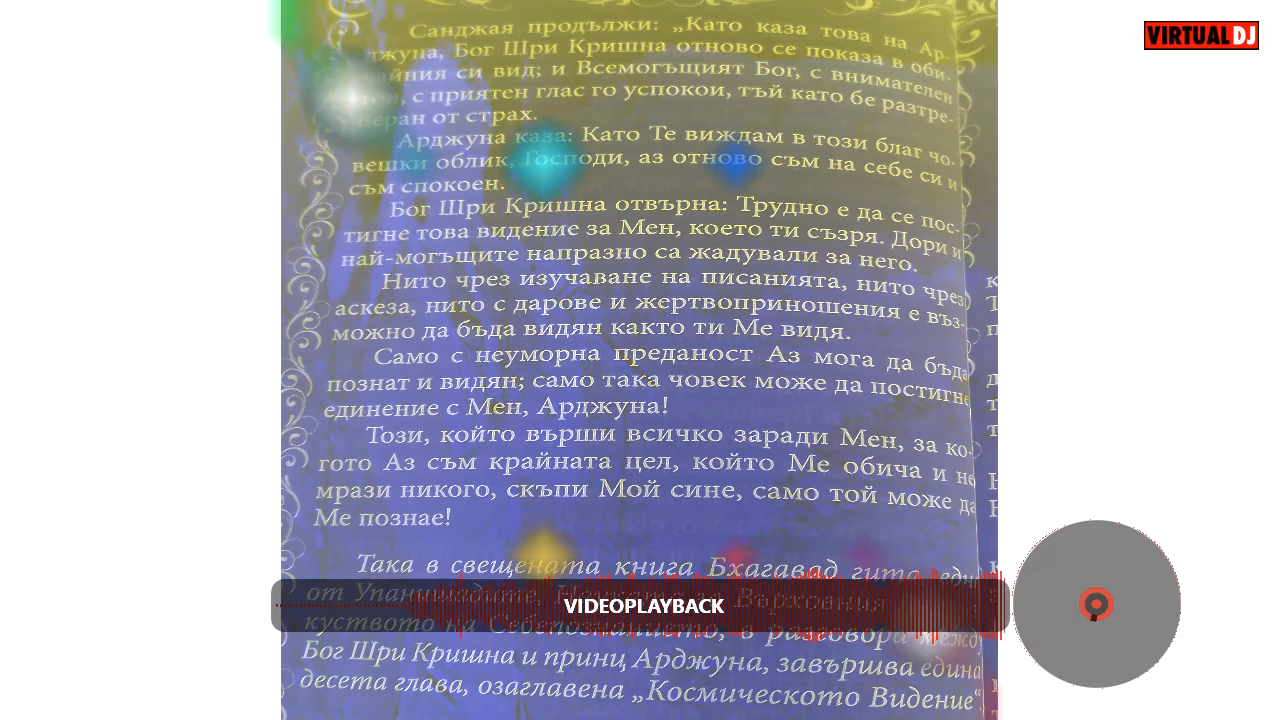 Санджая продължи: „Като каза това на Ар-
джуна, Бог Шри Кришна отново се показа в оби-
чайния си вид; и Всемогъщият Бог, с внимателен
с приятен глас го успокои, тъй като бе разтре-
перан от страх.
Арджуна каза: Като Те виждам в този благ чо-
вешки облик, Господи, аз отново съм на себе си и
съм спокоен.
Бог Шри Кришна отвърна: Трудно е да се пос-
тигне това видение за Мен, което ти съзря. Дори и
най-могъщите напразно са жадували за него.
Нито чрез изучаване на писанията, нито чрез
аскеза, нито с дарове и жертвоприношения е въз-
можно да бъда видян както ти Ме видя.
Само с неуморна преданост Аз мога да бъда
познат и видян; само така човек може да постигне
единение с Мен, Арджуна!
Този, който върши всичко заради Мен, за ко-
гото Аз съм крайната цел, който Ме обича и не
мрази никого, скъпи Мой сине, само той може да
Ме познае!
Така в свещената книга Бхагавад гита, един
от Упанишадите, Науката за Върховния
куството на Себепознанието, в разговора между
Бог Шри Кришна и принц Арджуна, завършва едина
десета глава, озаглавена „Космическото Видение“
VIDEOPLAYBACK
VIRTUAL DJ